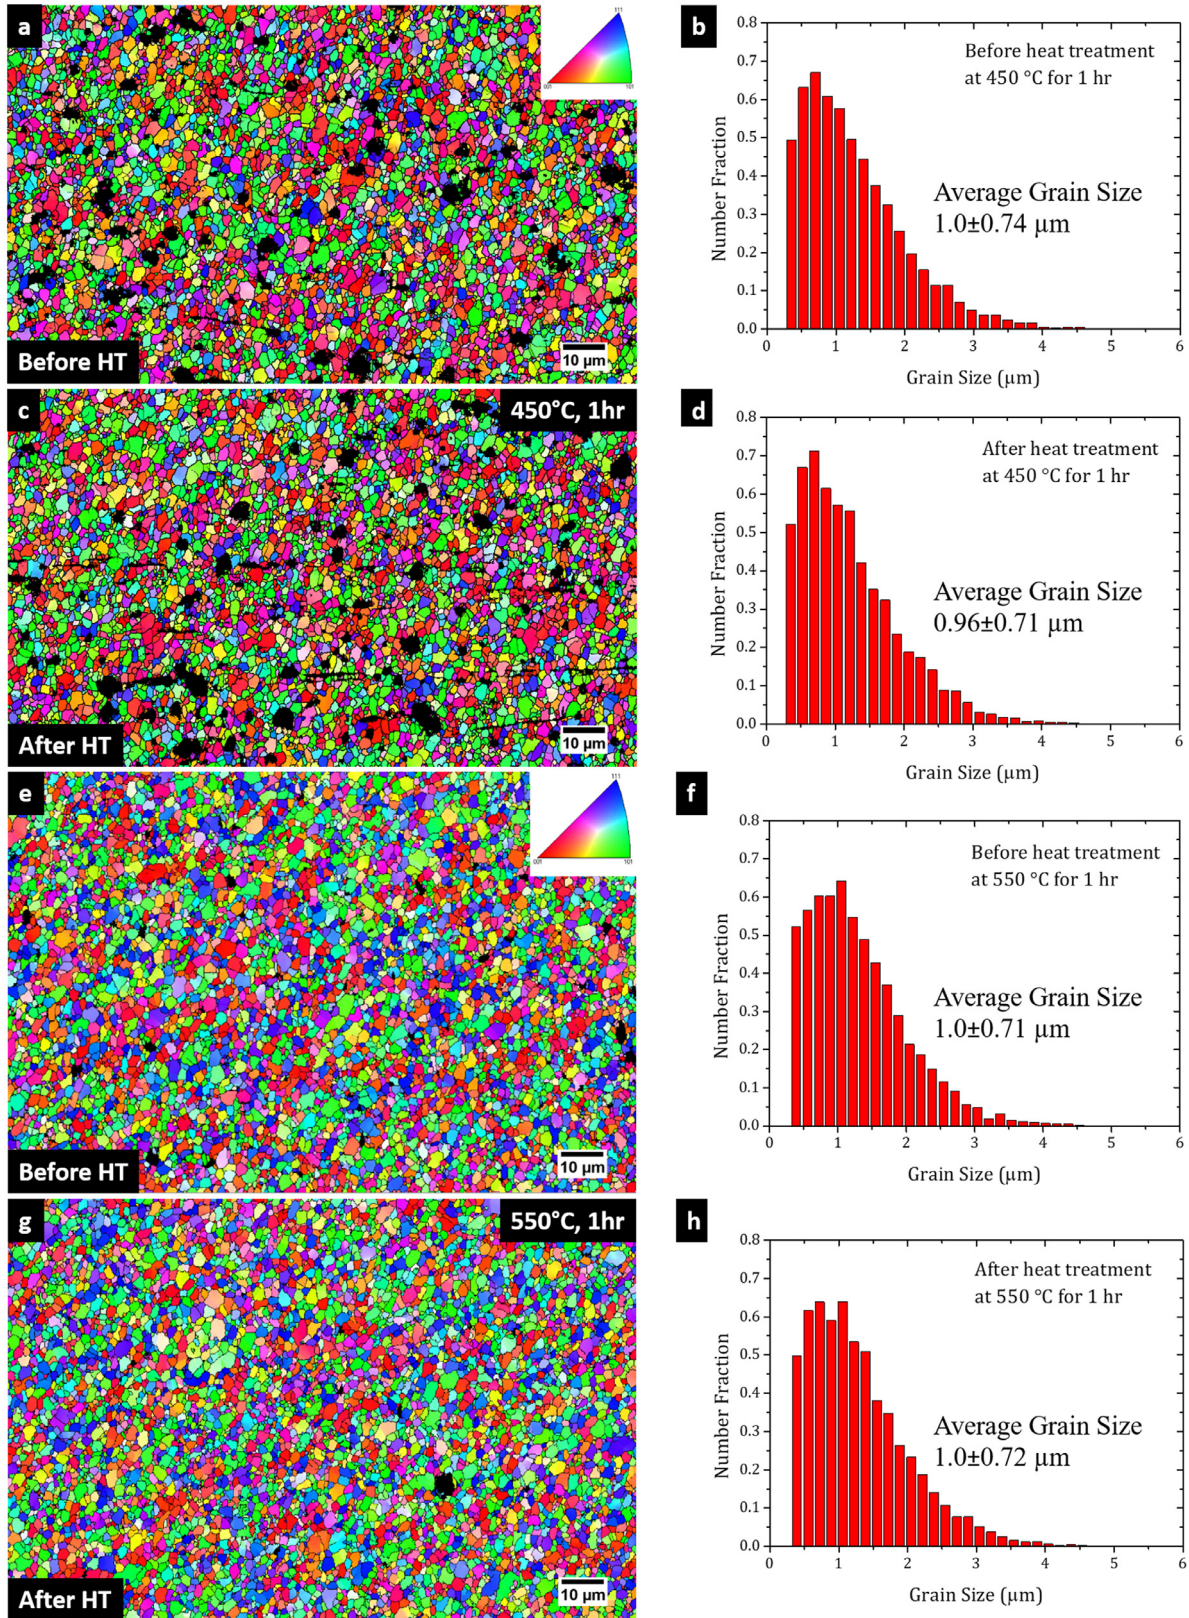 a
111
001
101
Before HT
10 µm
b
Before heat treatment
at 450 °C for 1 hr
Average Grain Size
1.0±0.74 µm
Number Fraction
0.8
0.7
0.6
0.5
0.4
0.3
0.2
0.1
0.0
0 1 2 3 4 5 6
Grain Size (µm)
c
450°C, 1hr
After HT
10 µm
d
After heat treatment
at 450 °C for 1 hr
Average Grain Size
0.96±0.71 µm
Number Fraction
0.8
0.7
0.6
0.5
0.4
0.3
0.2
0.1
0.0
0 1 2 3 4 5 6
Grain Size (µm)
e
111
001
101
Before HT
10 µm
f
Before heat treatment
at 550 °C for 1 hr
Average Grain Size
1.0±0.71 µm
Number Fraction
0.8
0.7
0.6
0.5
0.4
0.3
0.2
0.1
0.0
0 1 2 3 4 5 6
Grain Size (µm)
g
550°C, 1hr
After HT
10 µm
h
After heat treatment
at 550 °C for 1 hr
Average Grain Size
1.0±0.72 µm
Number Fraction
0.8
0.7
0.6
0.5
0.4
0.3
0.2
0.1
0.0
0 1 2 3 4 5 6
Grain Size (µm)